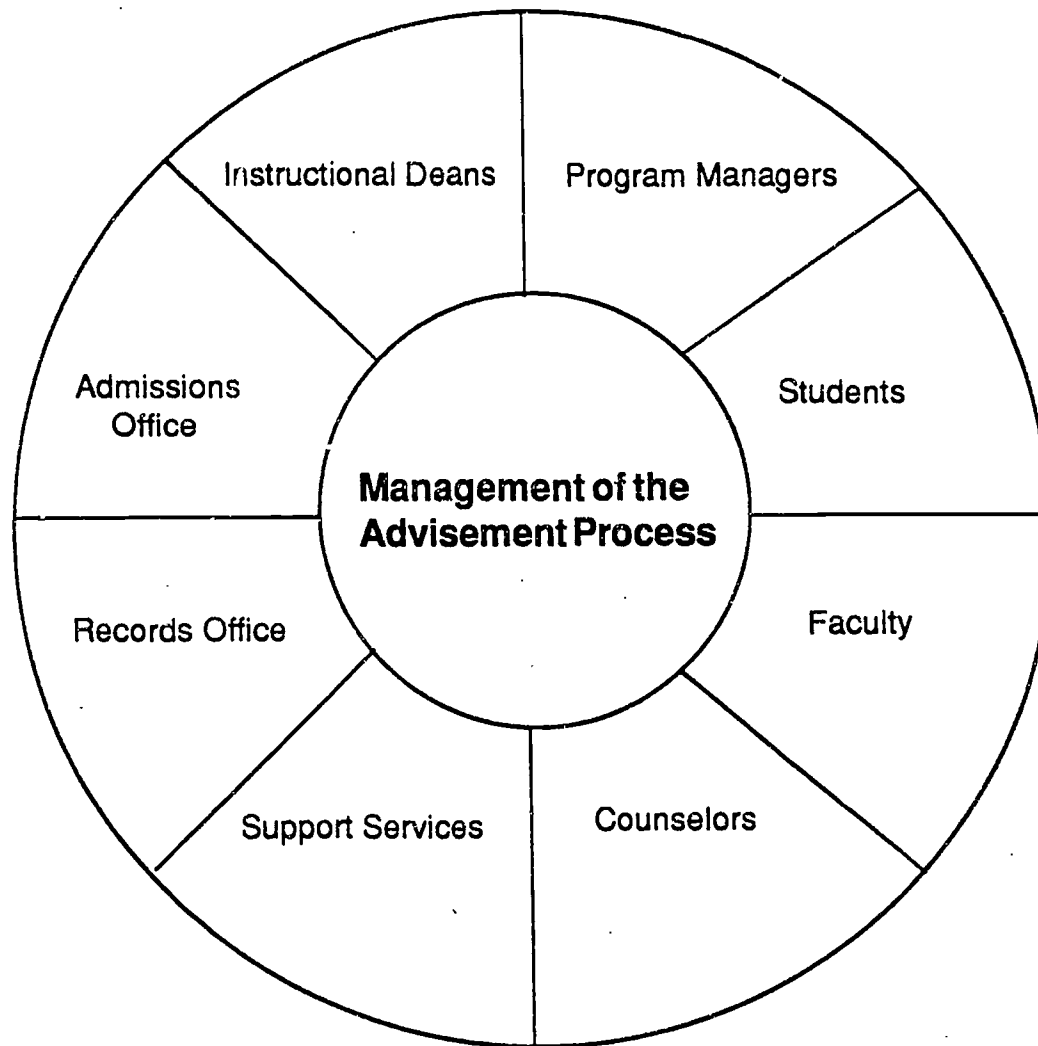 Instructional Deans
Program Managers
Admissions
Office
Students
Management of the
Advisement Process
Records Office
Faculty
Support Services
Counselors